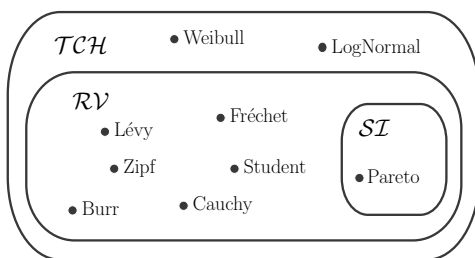 TCH
Weibull
LogNormal
RV
Fréchet
SI
Lévy
Zipf
Student
Pareto
Burr
Cauchy